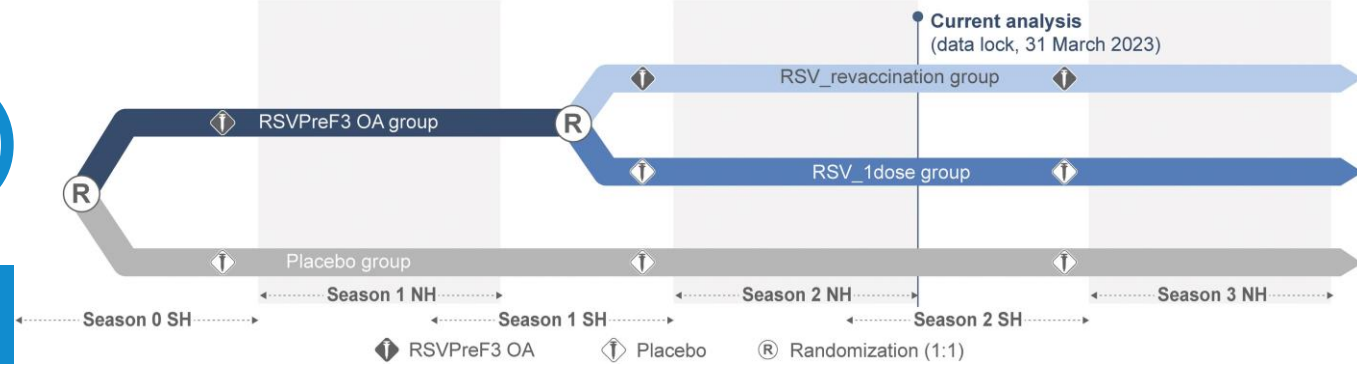 Current analysis
(data lock, 31 March 2023)
RSV_revaccination group
RSVPreF3 OA group
R
RSV_1dose group
R
Placebo group
Season 1 NH
Season 2 NH
Season 3 NH
Season 0 SH
Season 1 SH
Season 2 SH
RSVPreF3 OA
Placebo
R Randomization (1:1)